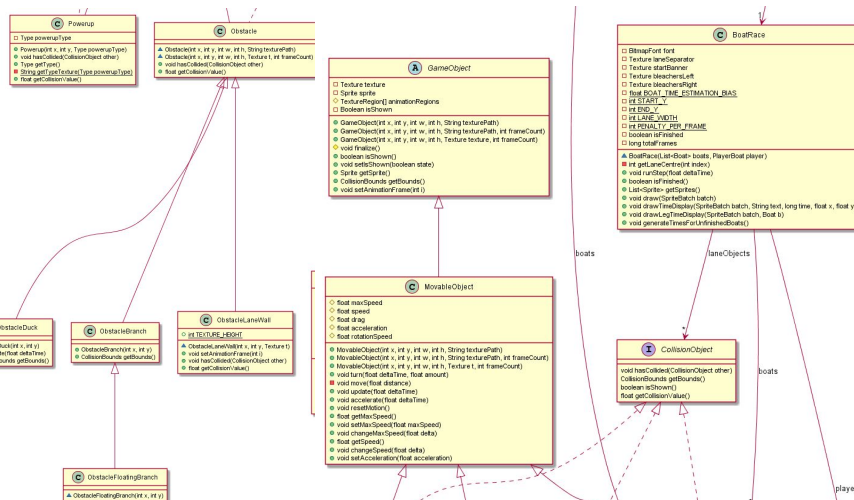 C Powerup
Type powerupType
Powerup(int x, int y, Type powerupType)
void hasCollided(CollisionObject other)
Type getType()
String getTypeTexture(Type powerupType)
float getCollisionValue()
C Obstacle
Obstacle(int x, int y, int w, int h, String texturePath)
Obstacle(int x, int y, int w, int h, Texture t, int frameCount)
void hasCollided(CollisionObject other)
float getCollisionValue()
A GameObject
Texture texture
Sprite sprite
TextureRegion[] animationRegions
Boolean isShown
GameObject(int x, int y, int w, int h, String texturePath)
GameObject(int x, int y, int w, int h, String texturePath, int frameCount)
GameObject(int x, int y, int w, int h, Texture texture, int frameCount)
void finalize()
boolean isShown()
void setIsShown(boolean state)
Sprite getSprite()
CollisionBounds getBounds()
void setAnimationFrame(int i)
1
C BoatRace
BitmapFont font
Texture laneSeparator
Texture startBanner
Texture bleachersLeft
Texture bleachersRight
float BOAT_TIME_ESTIMATION_BIAS
int START_Y
int END_Y
int LANE_WIDTH
int PENALTY_PER_FRAME
boolean isFinished
long totalFrames
BoatRace(List<Boat> boats, PlayerBoat player)
int getLaneCentre(int index)
void runStep(float deltaTime)
boolean isFinished()
List<Sprite> getSprites()
void draw(SpriteBatch batch)
void drawTimeDisplay(SpriteBatch batch, String text, long time, float x, float y
void drawLegTimeDisplay(SpriteBatch batch, Boat b)
void generateTimesForUnfinishedBoats()
boats
laneObjects
C MovableObject
float maxSpeed
float speed
float drag
float acceleration
float rotationSpeed
MovableObject(int x, int y, int w, int h, String texturePath)
MovableObject(int x, int y, int w, int h, String texturePath, int frameCount)
MovableObject(int x, int y, int w, int h, Texture t, int frameCount)
void turn(float deltaTime, float amount)
void move(float distance)
void update(float deltaTime)
void accelerate(float deltaTime)
void resetMotion()
float getMaxSpeed()
void setMaxSpeed(float maxSpeed)
void changeMaxSpeed(float delta)
float getSpeed()
void changeSpeed(float delta)
void setAcceleration(float acceleration)
bstacleDuck
Duck(int x, int y)
te(float deltaTime)
ounds getBounds()
C ObstacleBranch
ObstacleBranch(int x, int y)
CollisionBounds getBounds()
C ObstacleLaneWall
int TEXTURE_HEIGHT
ObstacleLaneWall(int x, int y, Texture t)
void setAnimationFrame(int i)
void hasCollided(CollisionObject other)
float getCollisionValue()
*
I CollisionObject
void hasCollided(CollisionObject other)
CollisionBounds getBounds()
boolean isShown()
float getCollisionValue()
boats
C ObstacleFloatingBranch
ObstacleFloatingBranch(int x, int y)
playe